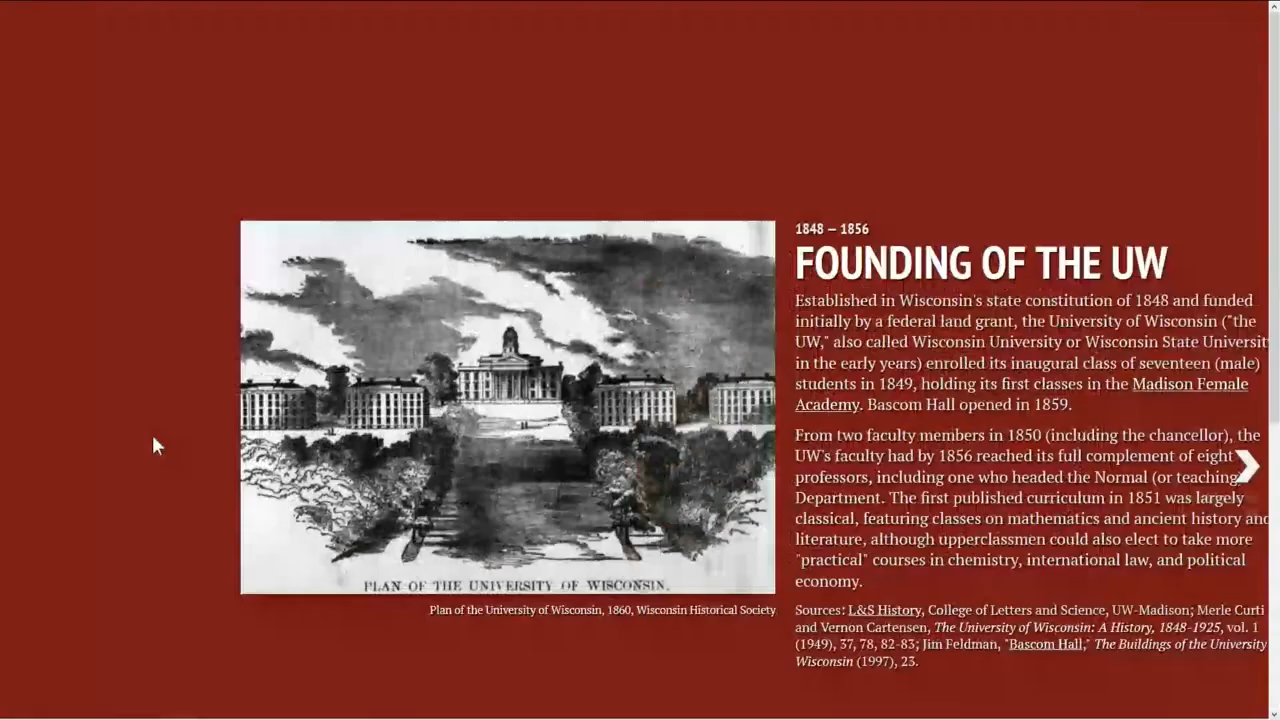 1848 – 1856
FOUNDING OF THE UW
Established in Wisconsin's state constitution of 1848 and funded
initially by a federal land grant, the University of Wisconsin ("the
UW," also called Wisconsin University or Wisconsin State Universit
in the early years) enrolled its inaugural class of seventeen (male)
students in 1849, holding its first classes in the Madison Female
Academy. Bascom Hall opened in 1859.
From two faculty members in 1850 (including the chancellor), the
UW's faculty had by 1856 reached its full complement of eight
professors, including one who headed the Normal (or teaching)
Department. The first published curriculum in 1851 was largely
classical, featuring classes on mathematics and ancient history and
literature, although upperclassmen could also elect to take more
"practical" courses in chemistry, international law, and political
economy.
Sources: L&S History, College of Letters and Science, UW-Madison; Merle Curti
and Vernon Cartensen, The University of Wisconsin: A History, 1848-1925, vol. 1
(1949), 37, 78, 82-83; Jim Feldman, "Bascom Hall," The Buildings of the University
Wisconsin (1997), 23.
PLAN OF THE UNIVERSITY OF WISCONSIN.
Plan of the University of Wisconsin, 1860, Wisconsin Historical Society